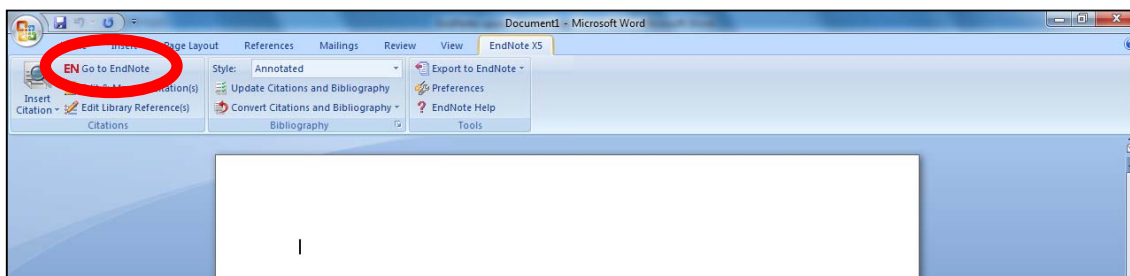 Document1 - Microsoft Word
Insert Page Layout References Mailings Review View EndNote X5
EN Go to EndNote Style: Annotated Export to EndNote
Update Citations and Bibliography Preferences
Insert
Citation Edit Library Reference(s) Convert Citations and Bibliography ? EndNote Help
Citations Bibliography Tools